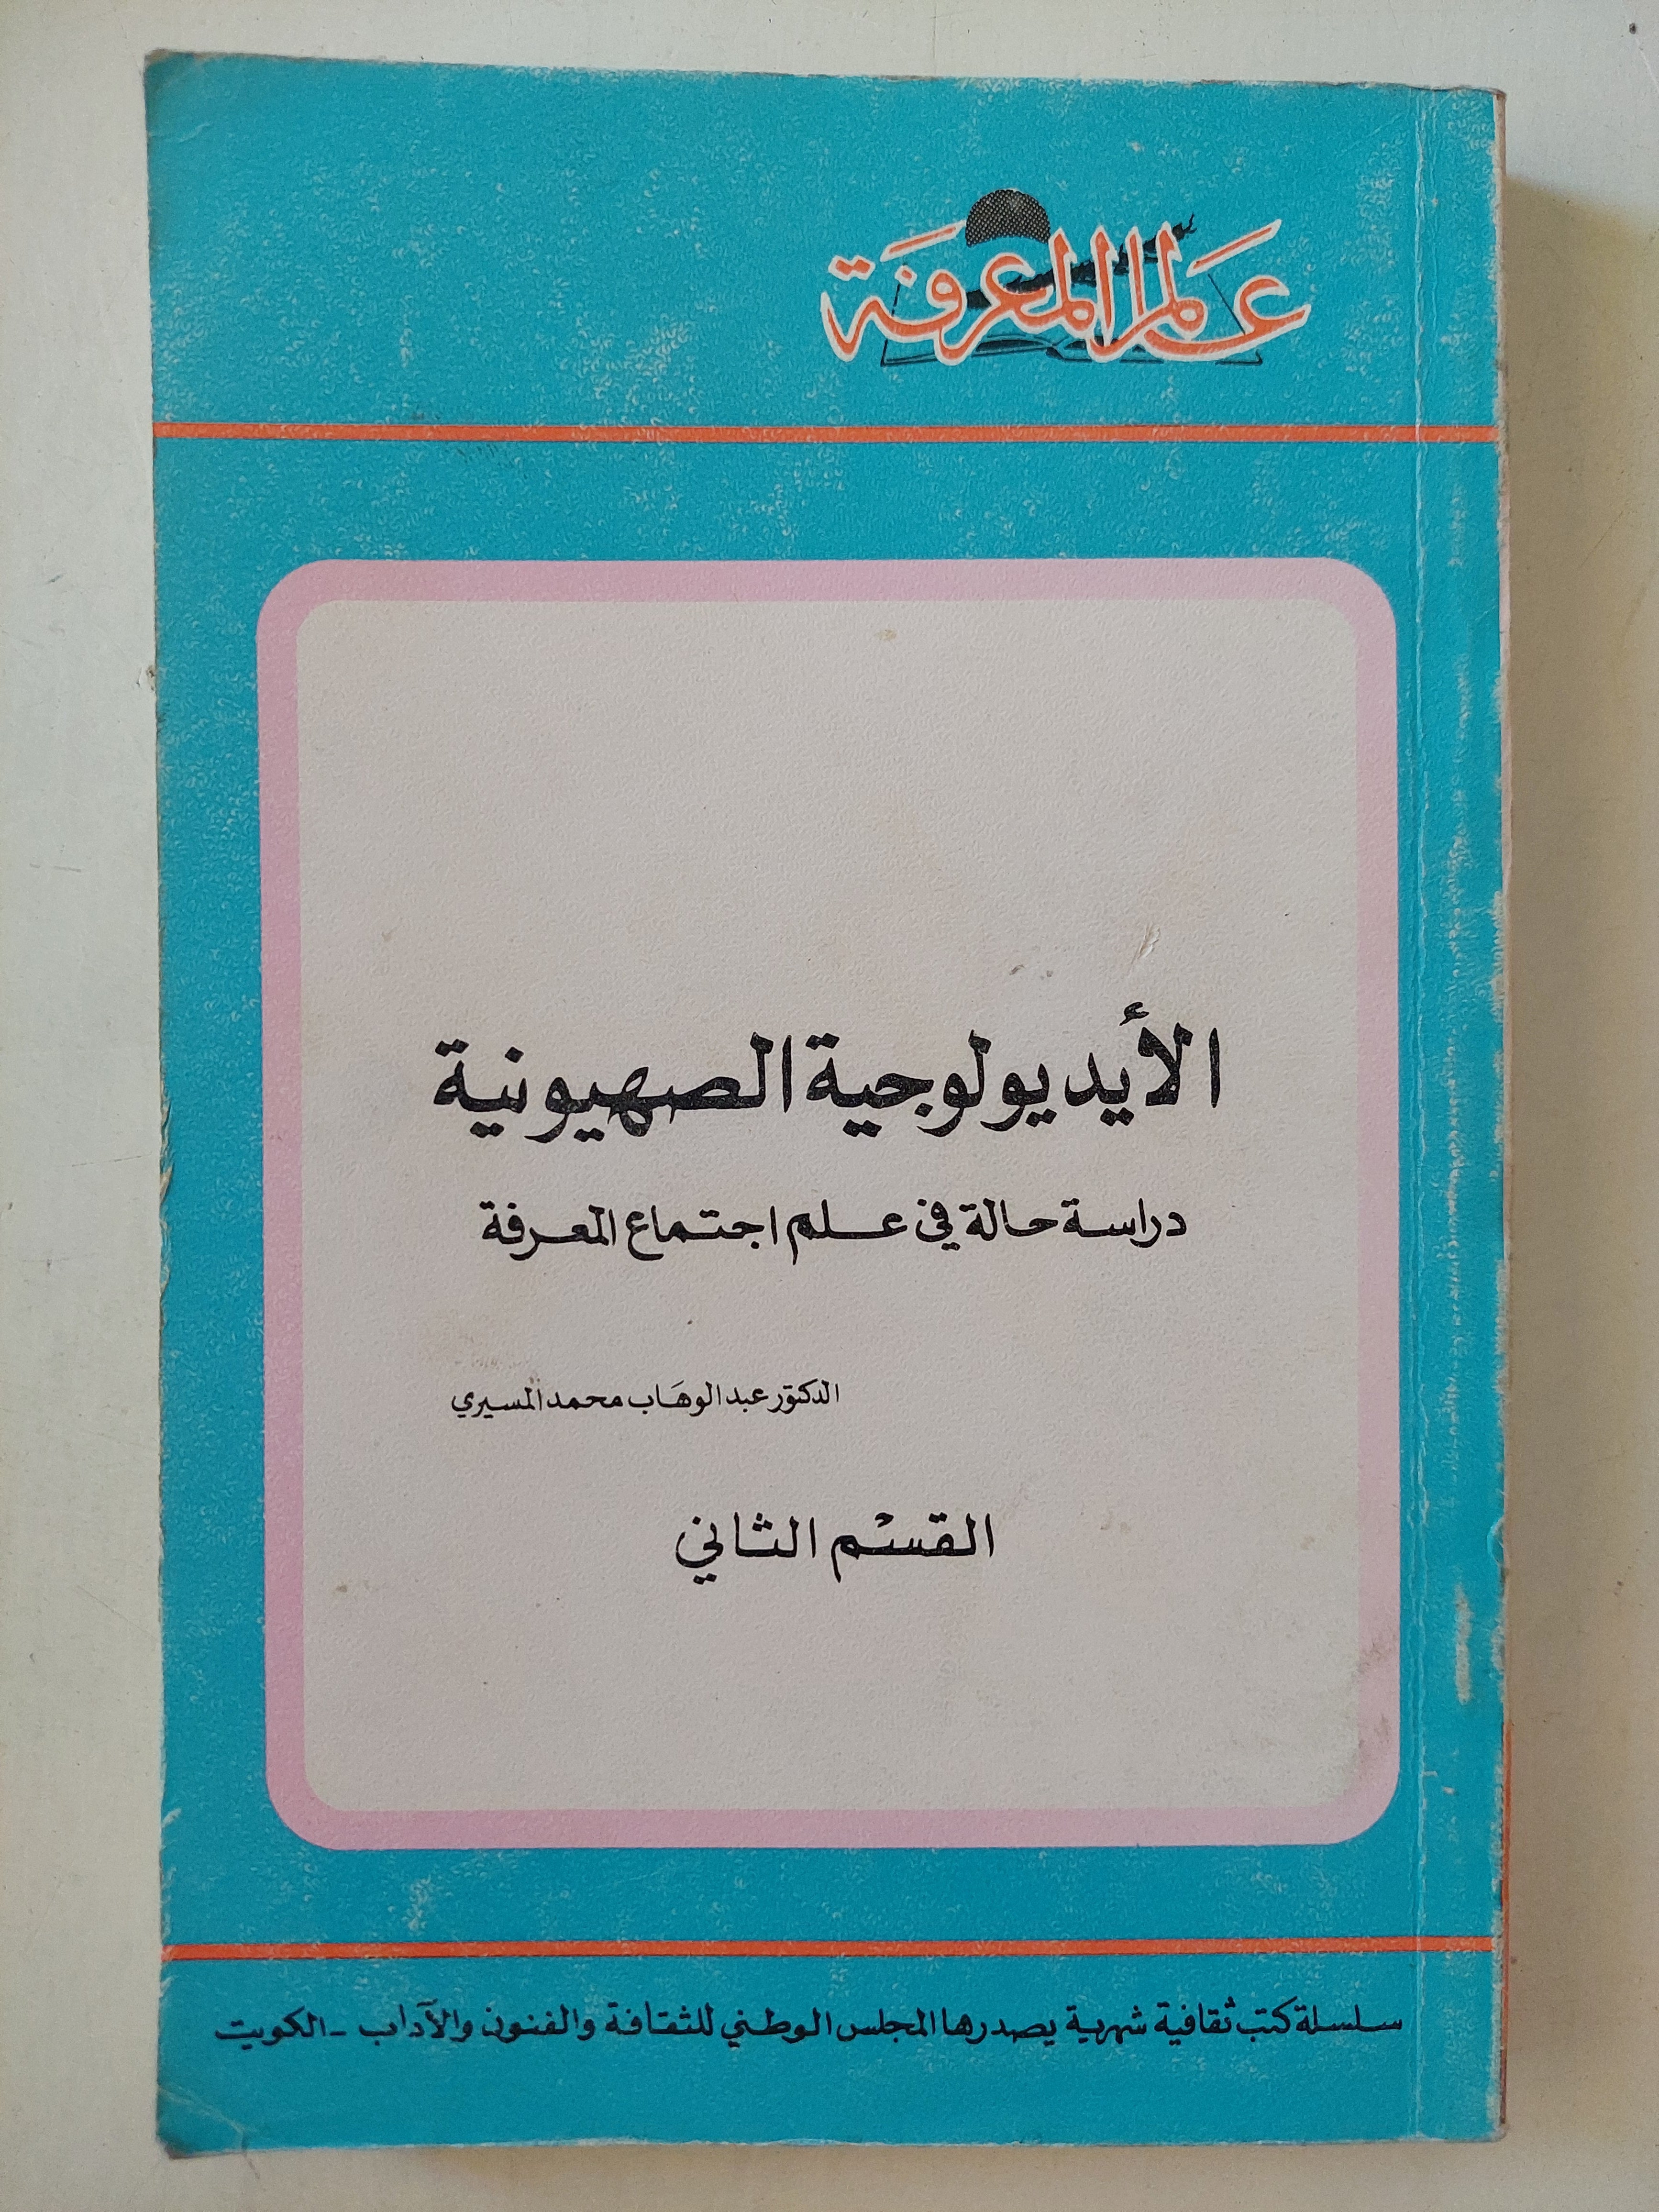 عالم المعرفة
الأيديولوجية الصهيونية
دراسة حالة في علم اجتماع المعرفة
الدكتور عبد الوهاب محمد المسيري
القسم الثاني
سلسلة كتب ثقافية شهرية يصدرها المجلس الوطني للثقافة والفنون والآداب - الكويت